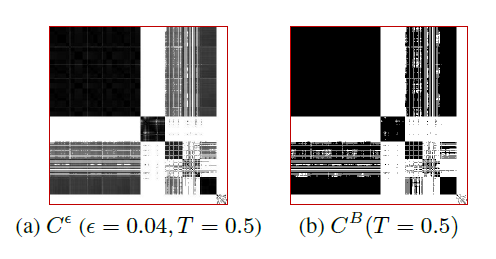 (a) C^ϵ (ϵ = 0.04, T = 0.5) (b) C^B(T = 0.5)